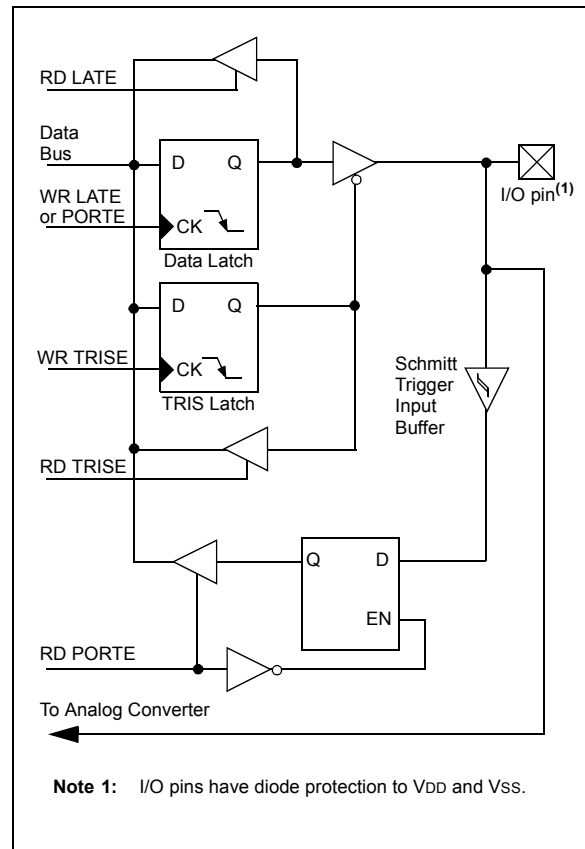 RD LATE
Data
Bus
D Q
WR LATE
or PORTE
CK
Data Latch
I/O pin(1)
D Q
WR TRISE
CK
TRIS Latch
Schmitt
Trigger
Input
Buffer
RD TRISE
Q D
EN
RD PORTE
To Analog Converter
Note 1: I/O pins have diode protection to VDD and VSS.